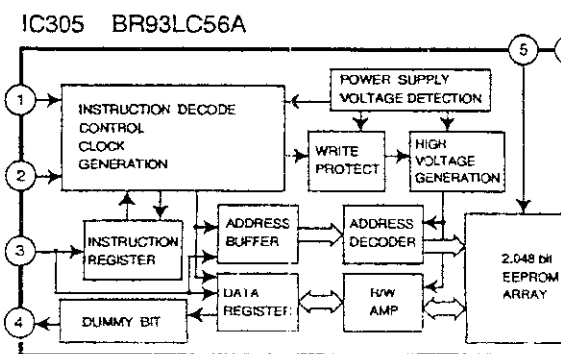 IC305 BR93LC56A
5
POWER SUPPLY
VOLTAGE DETECTION
1
INSTRUCTION DECODE
CONTROL
CLOCK
GENERATION
WRITE
PROTECT
HIGH
VOLTAGE
GENERATION
2
3
INSTRUCTION
REGISTER
ADDRESS
BUFFER
ADDRESS
DECODER
2.048 bit
EEPROM
ARRAY
4
DUMMY BIT
DATA
REGISTER
R/W
AMP